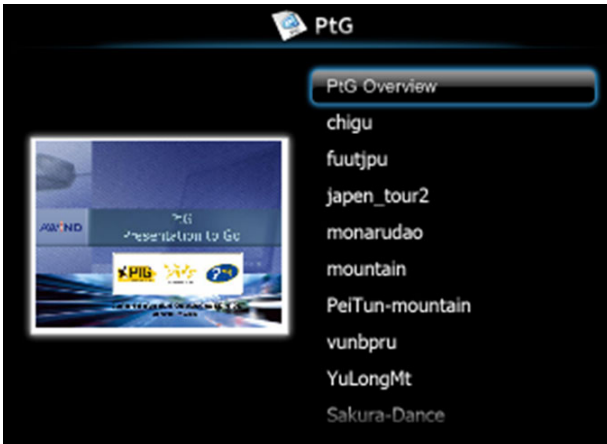 PtG
PtG Overview
chigu
fuutjpu
japen_tour2
monarudao
mountain
PeiTun-mountain
vunbpru
YuLongMt
Sakura-Dance
AWIND
PtG
Presentation to Go
PtG